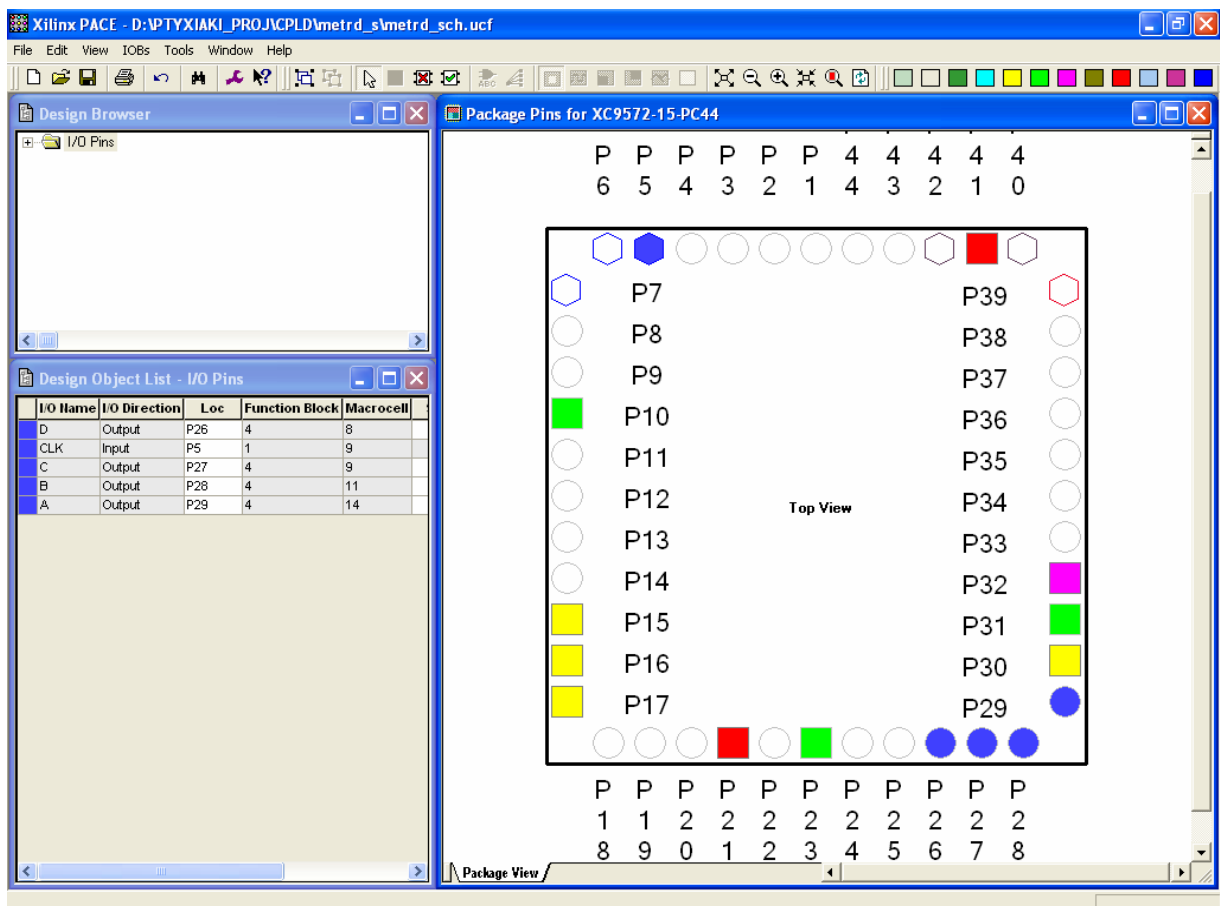 Xilinx PACE - D:\PTYXIAKI_PROJ\CPLD\metrd_s\metrd_sch.ucf
File Edit View IOBs Tools Window Help
Design Browser
I/O Pins
Design Object List - I/O Pins
I/O Name I/O Direction Loc Function Block Macrocell
D Output P26 4 8
CLK Input P5 1 9
C Output P27 4 9
B Output P28 4 11
A Output P29 4 14
Package Pins for XC9572-15-PC44
P P P P P P 4 4 4 4 4
6 5 4 3 2 1 4 3 2 1 0
P7 P39
P8 P38
P9 P37
P10 P36
P11 P35
P12 P34
Top View
P13 P33
P14 P32
P15 P31
P16 P30
P17 P29
P P P P P P P P P P P
1 1 2 2 2 2 2 2 2 2 2
8 9 0 1 2 3 4 5 6 7 8
Package View